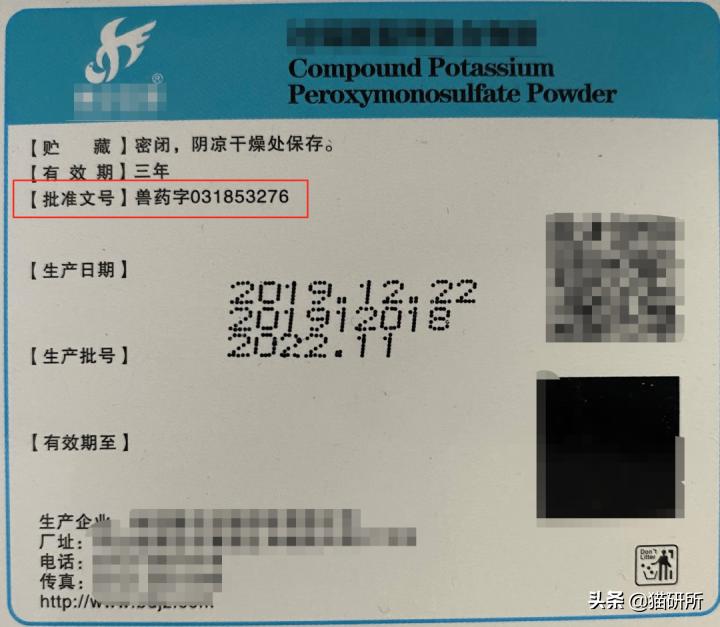 ®
Compound Potassium
Peroxymonosulfate Powder
【贮 藏】密闭，阴凉干燥处保存。
【有 效 期】三年
【批准文号】兽药字031853276
【生产日期】
2019.12.22
201912018
2022.11
【生产批号】
【有效期至】
生产企业
厂址：
电话：
传真：
Don't
Litter
头条 @猫研所